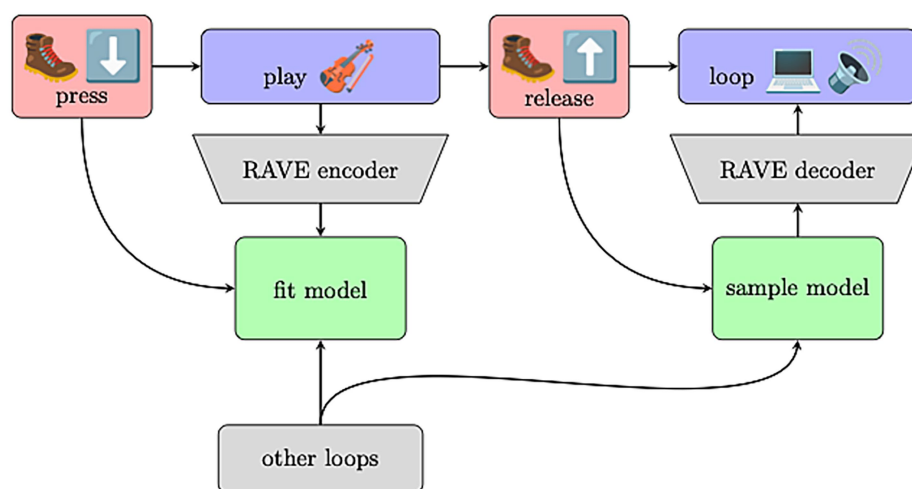 press
play
release
loop
RAVE encoder
RAVE decoder
fit model
sample model
other loops